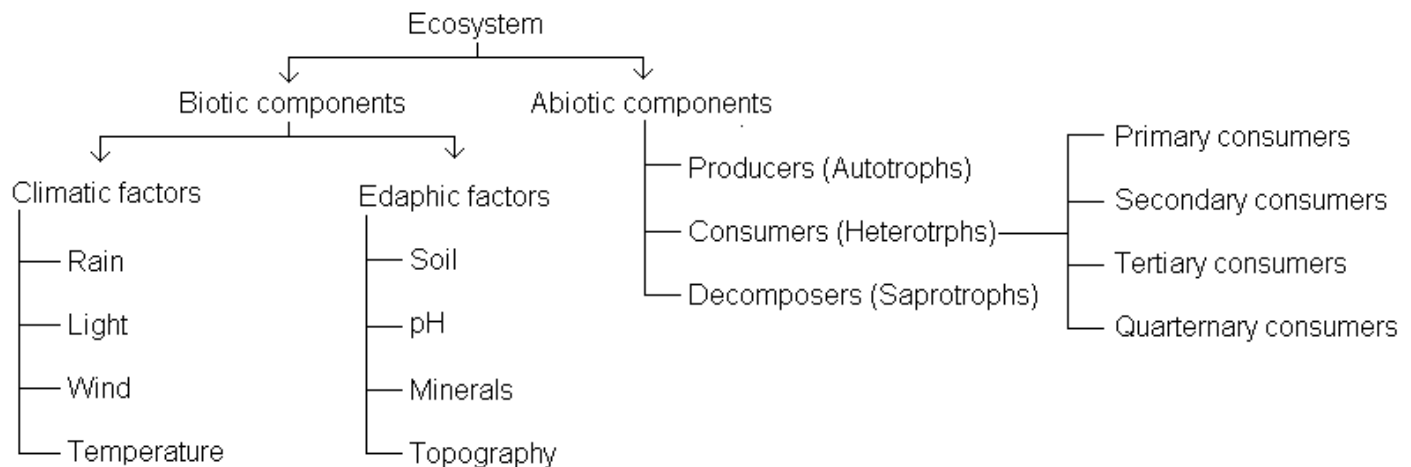 Ecosystem
Biotic components
Abiotic components
Climatic factors
Rain
Light
Wind
Temperature
Edaphic factors
Soil
pH
Minerals
Topography
Producers (Autotrophs)
Consumers (Heterotrphs)
Decomposers (Saprotrophs)
Primary consumers
Secondary consumers
Tertiary consumers
Quarternary consumers